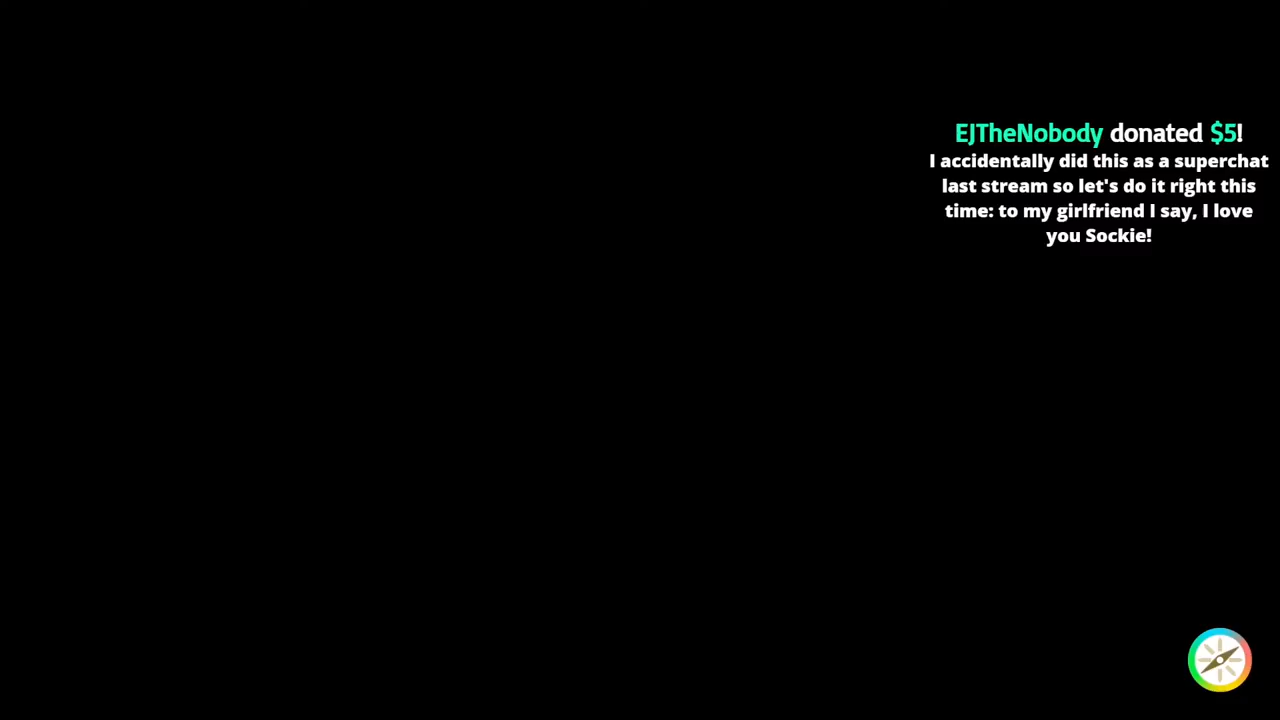 EJTheNobody donated $5!
I accidentally did this as a superchat
last stream so let's do it right this
time: to my girlfriend I say, I love
you Sockie!